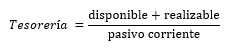 Tesorería = disponible + realizable
pasivo corriente